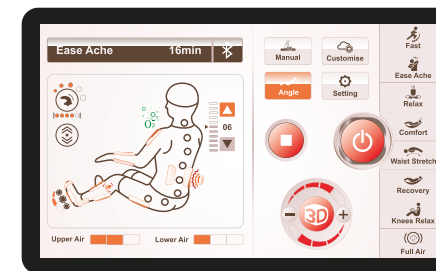 Ease Ache 16min
06
Upper Air Lower Air
Manual Customise
Angle Setting
3D
Fast
Ease Ache
Relax
Comfort
Waist Stretch
Recovery
Knees Relax
Full Air